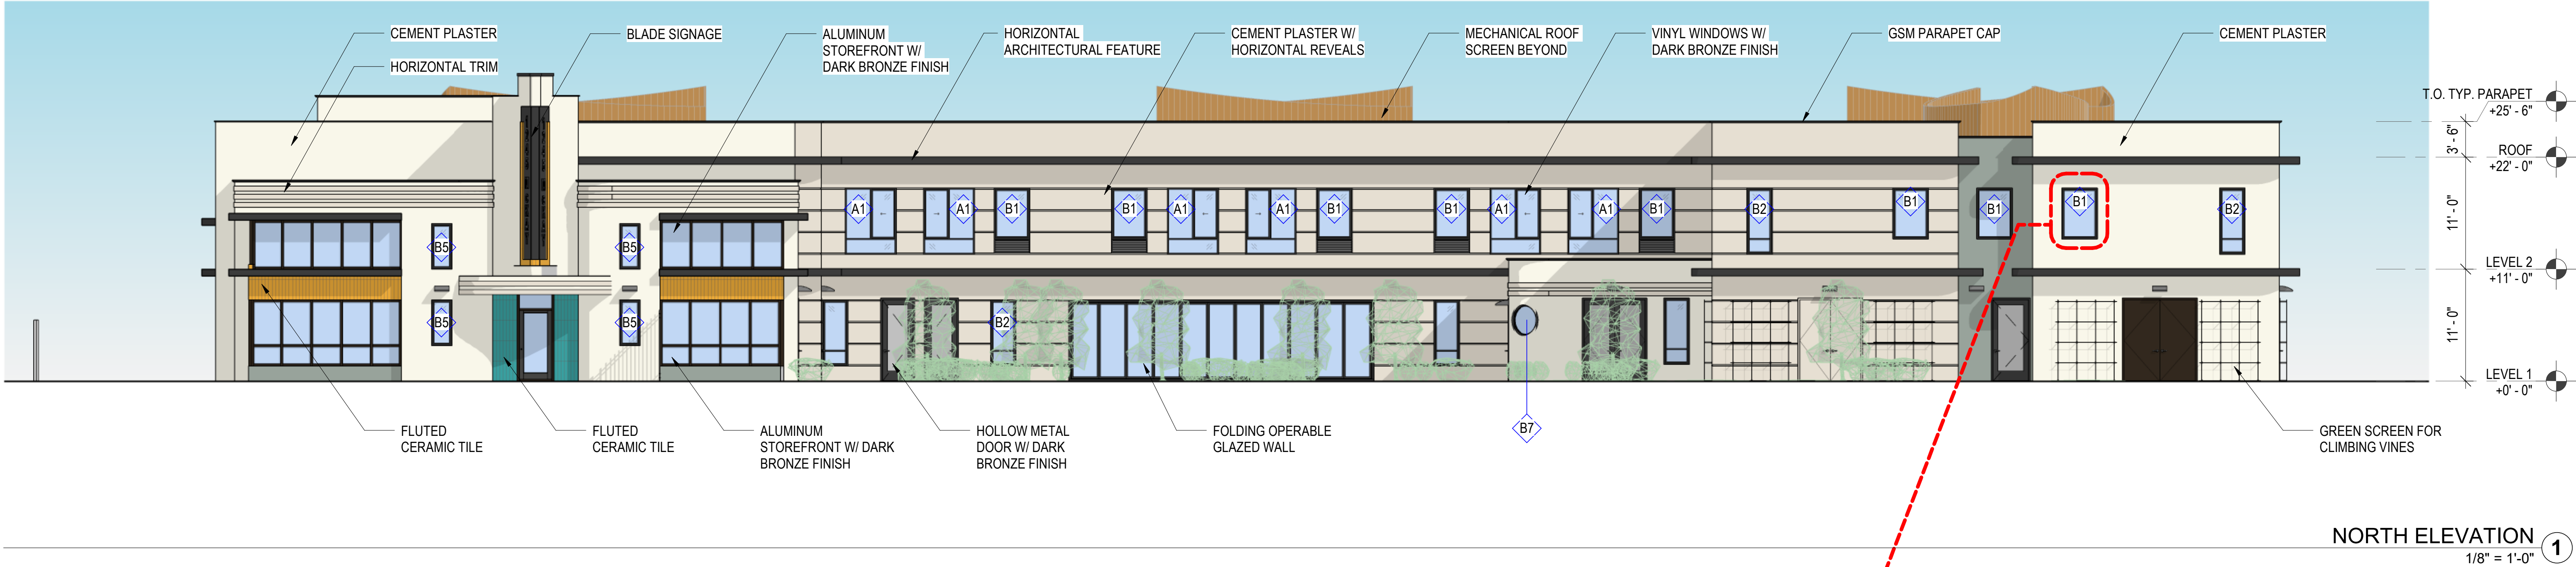 CEMENT PLASTER
HORIZONTAL TRIM
BLADE SIGNAGE
ALUMINUM
STOREFRONT W/
DARK BRONZE FINISH
HORIZONTAL
ARCHITECTURAL FEATURE
CEMENT PLASTER W/
HORIZONTAL REVEALS
MECHANICAL ROOF
SCREEN BEYOND
VINYL WINDOWS W/
DARK BRONZE FINISH
GSM PARAPET CAP
CEMENT PLASTER
T.O. TYP. PARAPET
+25' - 6"
3' - 6"
ROOF
+22' - 0"
11' - 0"
LEVEL 2
+11' - 0"
11' - 0"
LEVEL 1
+0' - 0"
A1 A1 B1 B1 A1 A1 B1 B1 A1 A1 B1 B2 B1 B1 B1 B2
B5 B5
B5 B5 B2
B7
FLUTED
CERAMIC TILE
FLUTED
CERAMIC TILE
ALUMINUM
STOREFRONT W/ DARK
BRONZE FINISH
HOLLOW METAL
DOOR W/ DARK
BRONZE FINISH
FOLDING OPERABLE
GLAZED WALL
GREEN SCREEN FOR
CLIMBING VINES
NORTH ELEVATION
1/8" = 1'-0"
1